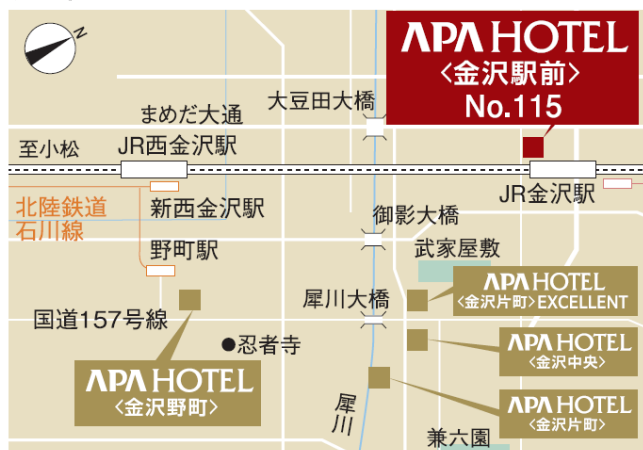 N
APA HOTEL
〈金沢駅前〉
No.115
大豆田大橋
まめだ大通
至小松
JR西金沢駅
JR金沢駅
北陸鉄道
石川線
新西金沢駅
御影大橋
野町駅
武家屋敷
APA HOTEL
〈金沢片町〉EXCELLENT
国道157号線
犀川大橋
●忍者寺
APA HOTEL
〈金沢中央〉
APA HOTEL
〈金沢野町〉
APA HOTEL
〈金沢片町〉
犀川
兼六園